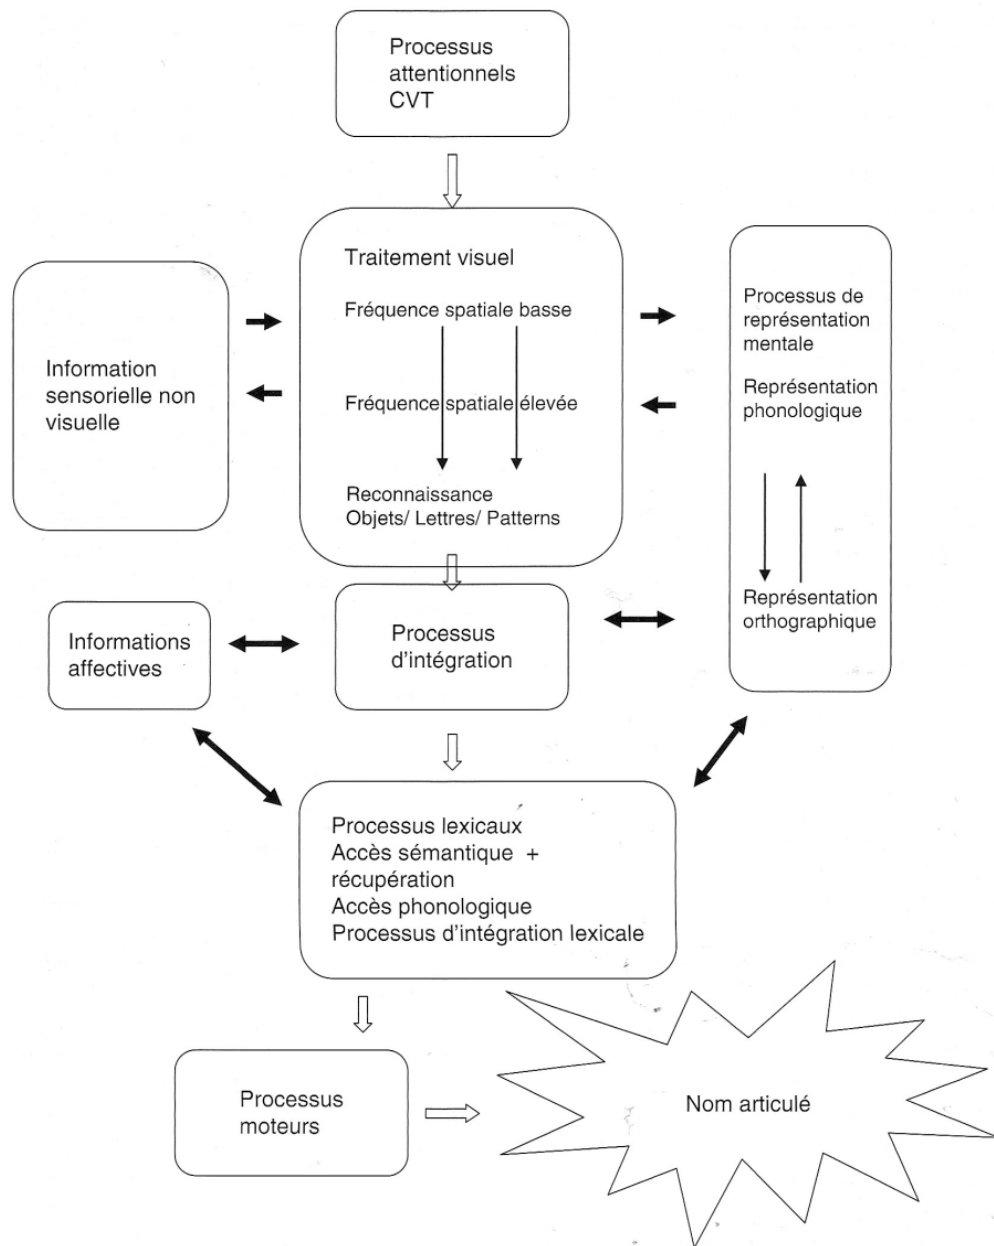 Processus
attentionnels
CVT
Traitement visuel
Fréquence spatiale basse
Fréquence spatiale élevée
Reconnaissance
Objets/ Lettres/ Patterns
Information
sensorielle non
visuelle
Processus de
représentation
mentale
Représentation
phonologique
Représentation
orthographique
Informations
affectives
Processus
d'intégration
Processus lexicaux
Accès sémantique +
récupération
Accès phonologique
Processus d'intégration lexicale
Processus
moteurs
Nom articulé